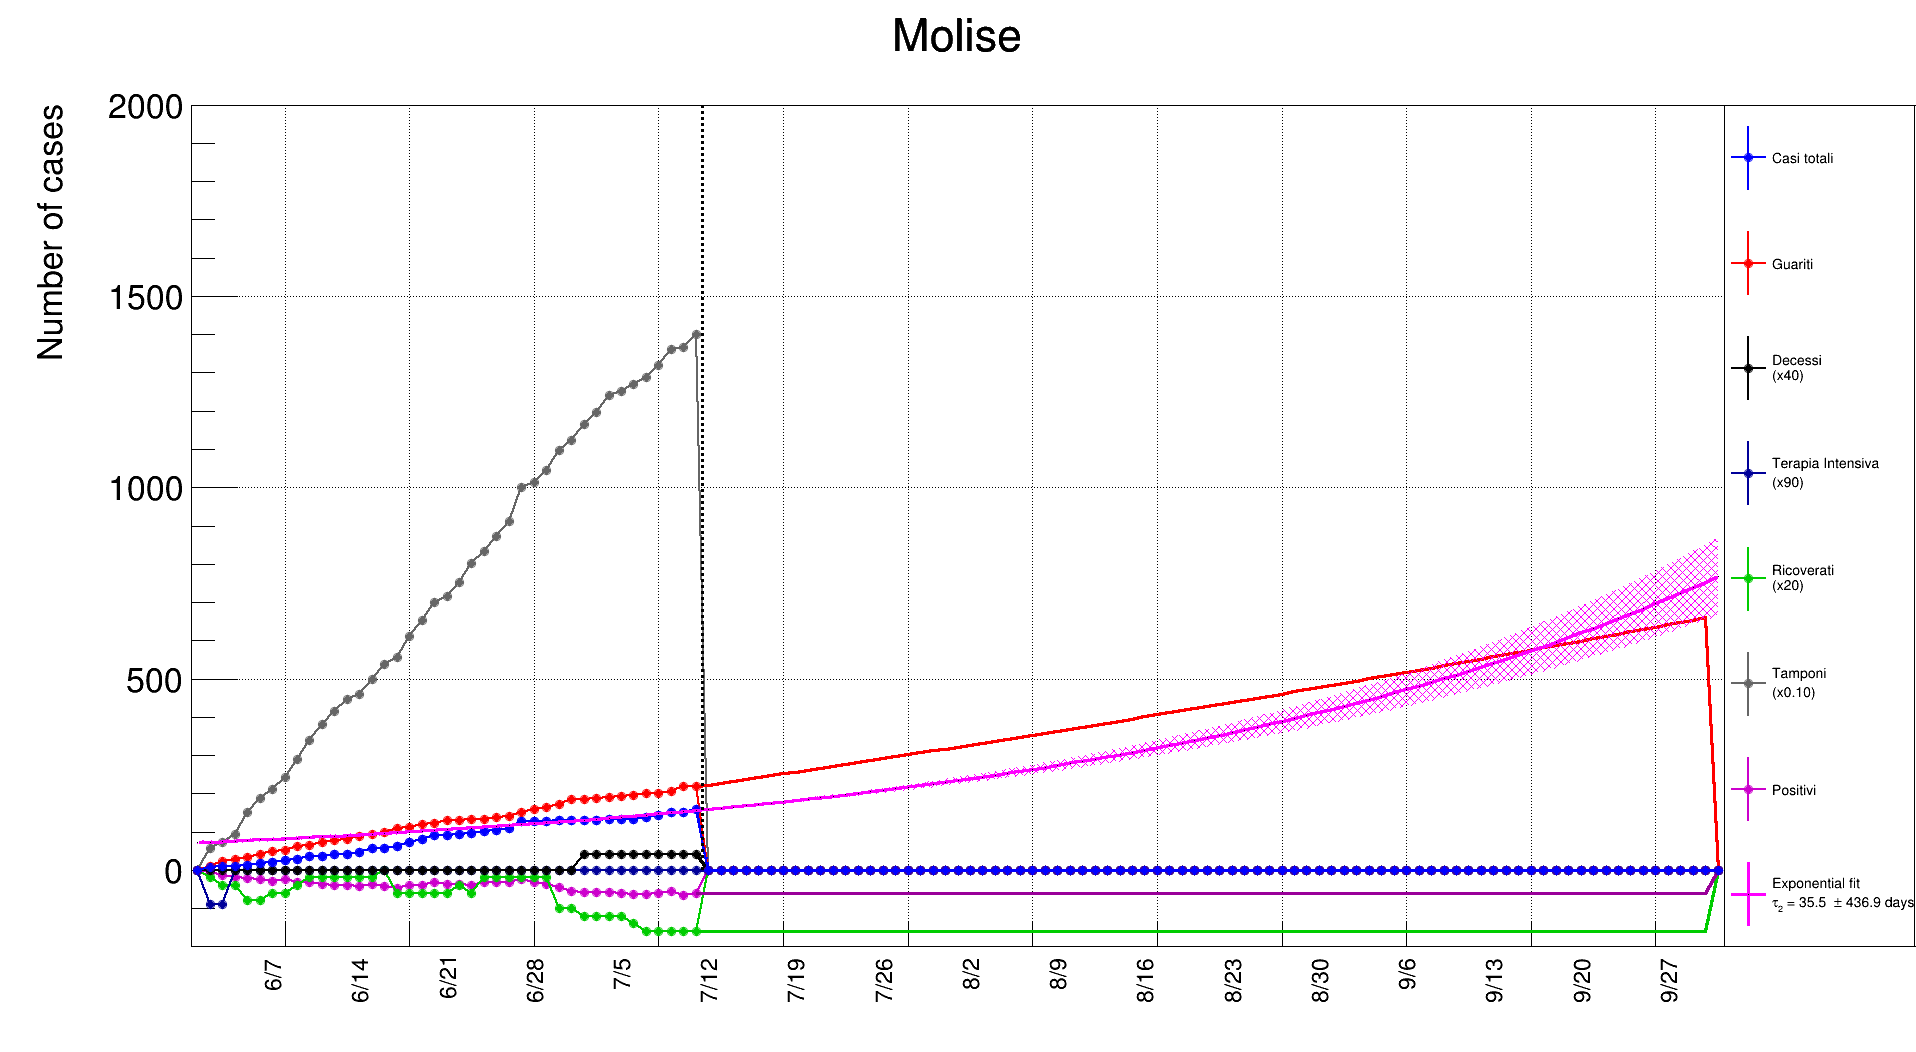 Molise
Number of cases
2000
1500
1000
500
0
6/7
6/14
6/21
6/28
7/5
7/12
7/19
7/26
8/2
8/9
8/16
8/23
8/30
9/6
9/13
9/20
9/27
Casi totali
Guariti
Decessi
(x40)
Terapia Intensiva
(x90)
Ricoverati
(x20)
Tamponi
(x0.10)
Positivi
Exponential fit
τ2 = 35.5 ± 436.9 days